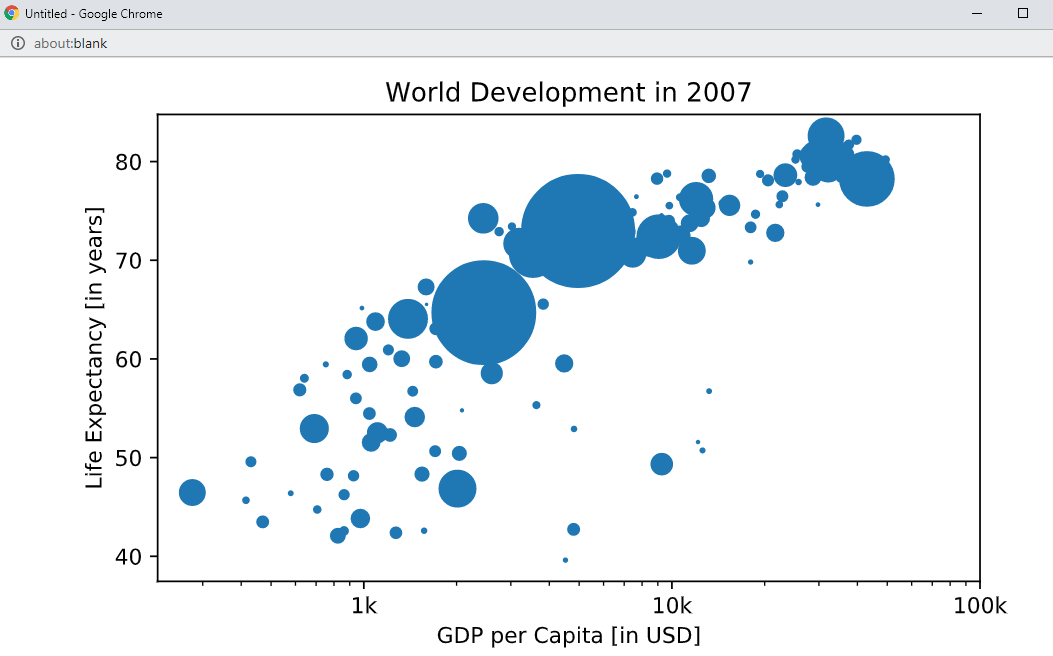 Untitled - Google Chrome
about:blank
World Development in 2007
Life Expectancy [in years]
80
70
60
50
40
1k
10k
100k
GDP per Capita [in USD]